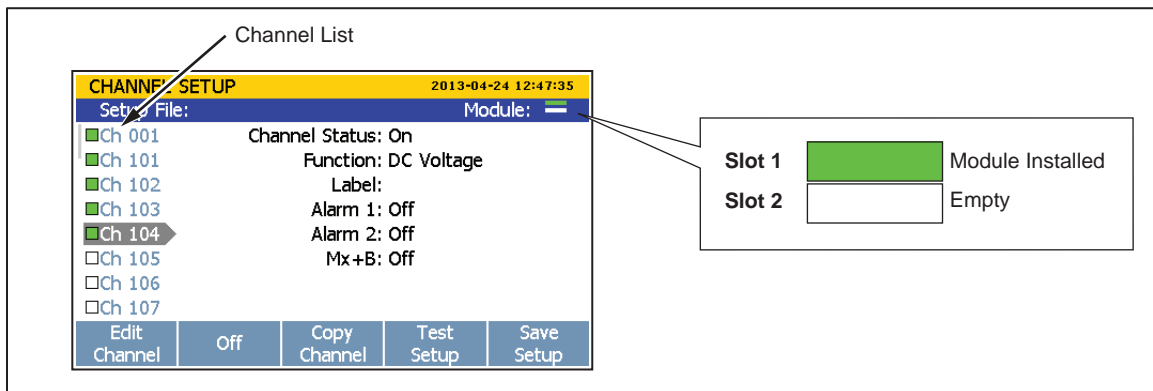 Channel List
CHANNEL SETUP 2013-04-24 12:47:35
Setup File: Module:
Ch 001 Channel Status: On
Ch 101 Function: DC Voltage
Ch 102 Label:
Ch 103 Alarm 1: Off
Ch 104 Alarm 2: Off
Ch 105 Mx+B: Off
Ch 106
Ch 107
Edit Channel Off Copy Channel Test Setup Save Setup
Slot 1 Module Installed
Slot 2 Empty